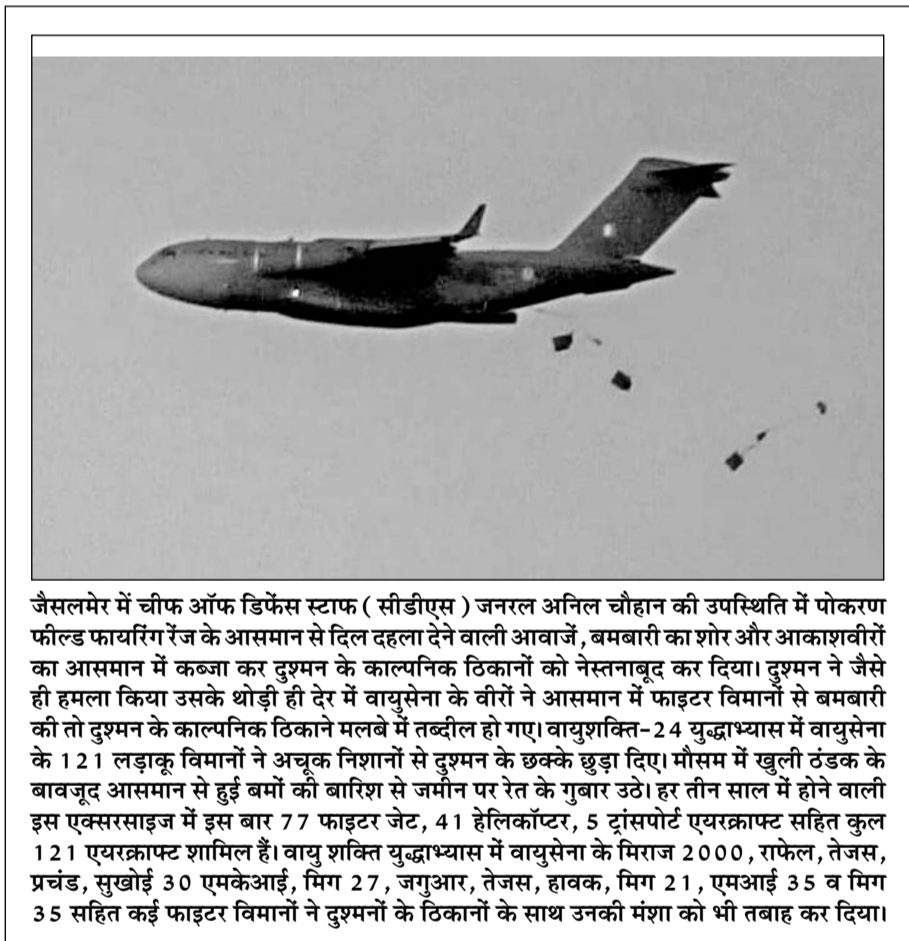 जैसलमेर में चीफ ऑफ डिफेंस स्टाफ ( सीडीएस ) जनरल अनिल चौहान की उपस्थिति में पोकरण
फील्ड फायरिंग रेंज के आसमान से दिल दहला देने वाली आवाजें , बमबारी का शोर और आकाशवीरों
का आसमान में कब्जा कर दुश्मन के काल्पनिक ठिकानों को नेस्तनाबूद कर दिया। दुश्मन ने जैसे
ही हमला किया उसके थोड़ी ही देर में वायुसेना के वीरों ने आसमान में फाइटर विमानों से बमबारी
की तो दुश्मन के काल्पनिक ठिकाने मलबे में तब्दील हो गए। वायुशक्ति-24 युद्धाभ्यास में वायुसेना
के 121 लड़ाकू विमानों ने अचूक निशानों से दुश्मन के छक्के छुड़ा दिए। मौसम में खुली ठंडक के
बावजूद आसमान से हुई बमों की बारिश से जमीन पर रेत के गुबार उठे। हर तीन साल में होने वाली
इस एक्सरसाइज में इस बार 77 फाइटर जेट, 41 हेलिकॉप्टर, 5 ट्रांसपोर्ट एयरक्राफ्ट सहित कुल
121 एयरक्राफ्ट शामिल हैं। वायु शक्ति युद्धाभ्यास में वायुसेना के मिराज 2000 , राफेल, तेजस,
प्रचंड, सुखोई 30 एमकेआई, मिग 27, जगुआर, तेजस, हावक, मिग 21, एमआई 35 व मिग
35 सहित कई फाइटर विमानों ने दुश्मनों के ठिकानों के साथ उनकी मंशा को भी तबाह कर दिया।